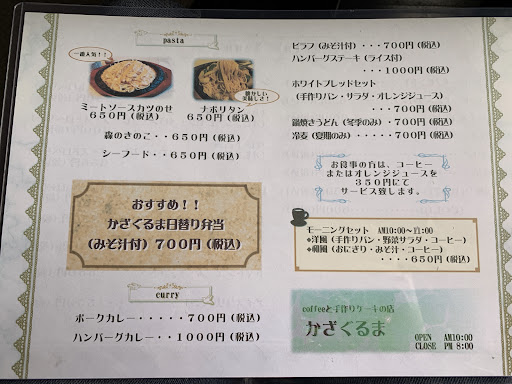 pasta
一番人気!!
懐かしい
美味しさ!
ミートソースカツのせ
650円(税込)
ナポリタン
650円(税込)
森のきのこ・・650円(税込)
シーフード・・650円(税込)
おすすめ!!
かざぐるま日替り弁当
(みそ汁付) 700円(税込)
curry
ポークカレー・・・・・700円(税込)
ハンバーグカレー・・1000円(税込)
ピラフ(みそ汁付)・・・700円(税込)
ハンバーグステーキ(ライス付)
・・・・1000円(税込)
ホワイトブレッドセット
(手作りパン・サラダ・オレンジジュース)
・・・700円(税込)
鍋焼きうどん(冬季のみ)・・700円(税込)
冷麦(夏期のみ)・・・・・700円(税込)
お食事の方は、コーヒー
またはオレンジジュースを
350円にて
サービス致します。
モーニングセット AM10:00~11:00
◆洋風(手作りパン・野菜サラダ・コーヒー)
◆和風(おにぎり・みそ汁・コーヒー)
・・・・650円(税込)
coffeeと手作りケーキの店
かざぐるま
OPEN AM10:00
CLOSE PM 8:00